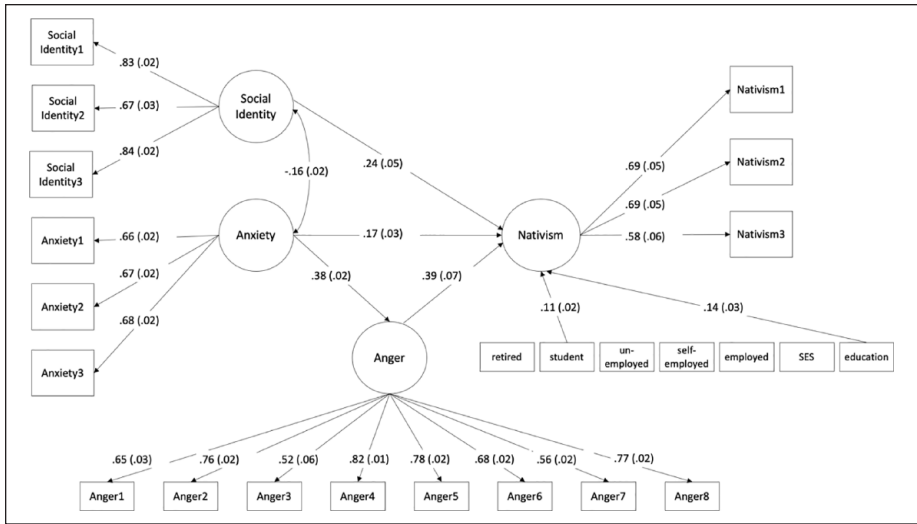 Social
Identity1
.83 (.02)
Social
Identity2
.67 (.03)
Social
Identity
Social
Identity3
.84 (.02)
-.16 (.02)
.24 (.05)
Nativism1
.69 (.05)
Nativism2
.69 (.05)
Nativism
.58 (.06)
Nativism3
Anxiety1
.66 (.02)
Anxiety
.17 (.03)
Anxiety2
.67 (.02)
.38 (.02)
.39 (.07)
Anxiety3
.68 (.02)
.11 (.02)
.14 (.03)
Anger
retired
student
un-
employed
self-
employed
employed
SES
education
.65 (.03)
.76 (.02)
.52 (.06)
.82 (.01)
.78 (.02)
.68 (.02)
.56 (.02)
.77 (.02)
Anger1
Anger2
Anger3
Anger4
Anger5
Anger6
Anger7
Anger8